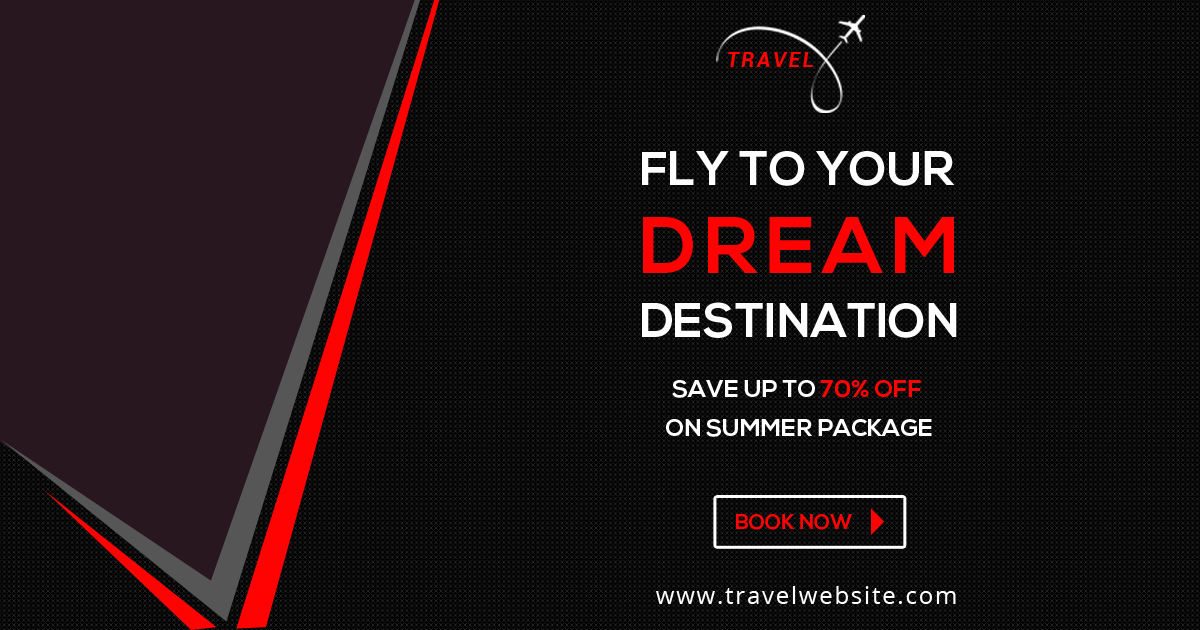 TRAVEL
FLY TO YOUR
DREAM
DESTINATION
SAVE UP TO 70% OFF
ON SUMMER PACKAGE
BOOK NOW
www.travelwebsite.com